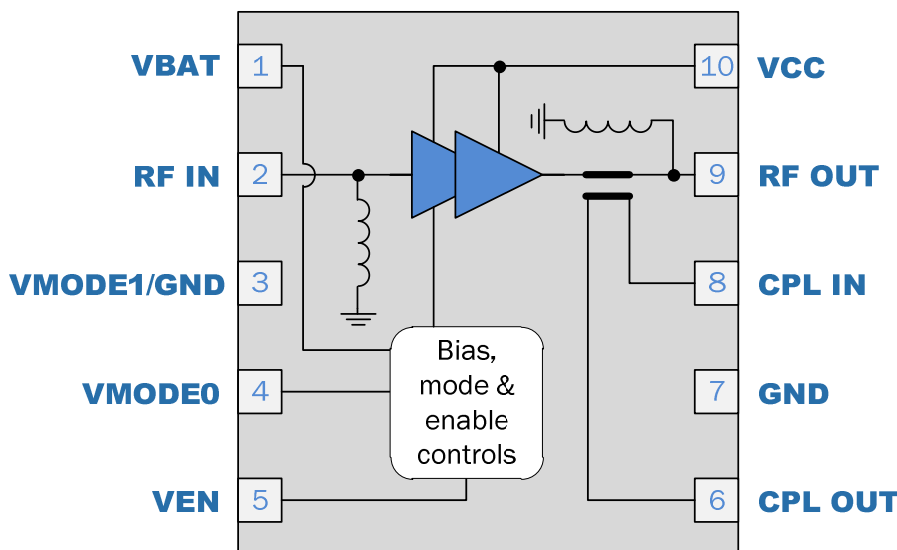 VBAT 1
10 VCC
RF IN 2
9 RF OUT
VMODE1/GND 3
8 CPL IN
Bias,
mode &
enable
controls
VMODE0 4
7 GND
VEN 5
6 CPL OUT